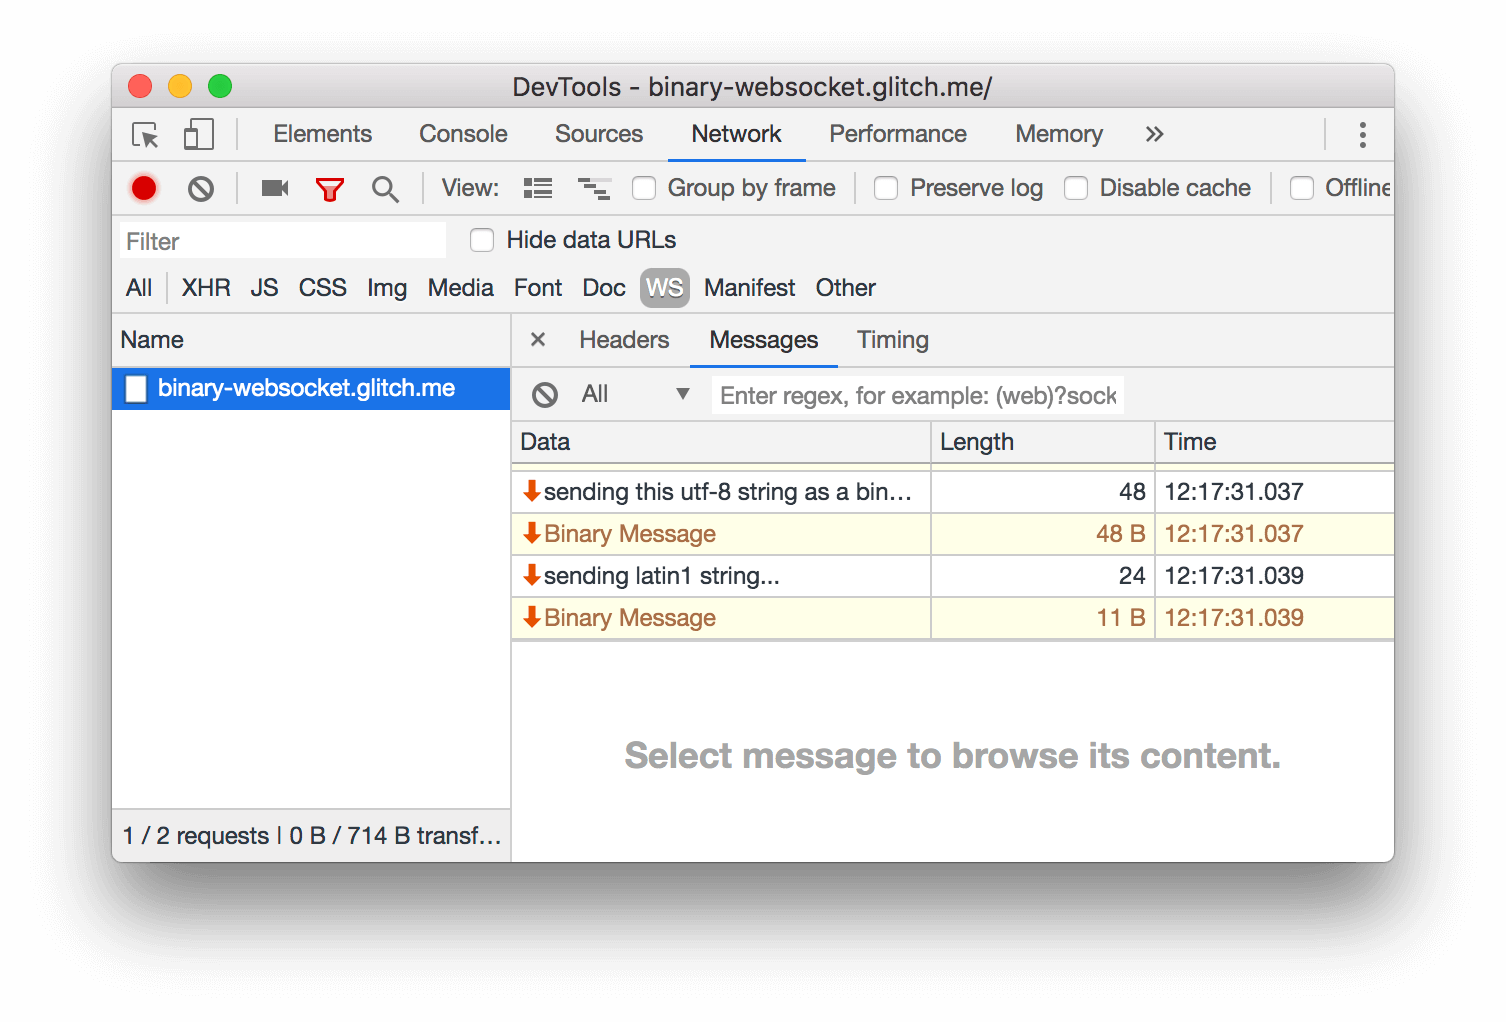 DevTools - binary-websocket.glitch.me/
Elements Console Sources Network Performance Memory »
View: Group by frame Preserve log Disable cache Offline
Filter Hide data URLs
All XHR JS CSS Img Media Font Doc WS Manifest Other
Name × Headers Messages Timing
binary-websocket.glitch.me
All Enter regex, for example: (web)?sock
Data Length Time
sending this utf-8 string as a bin… 48 12:17:31.037
Binary Message 48 B 12:17:31.037
sending latin1 string... 24 12:17:31.039
Binary Message 11 B 12:17:31.039
Select message to browse its content.
1 / 2 requests | 0 B / 714 B transf…